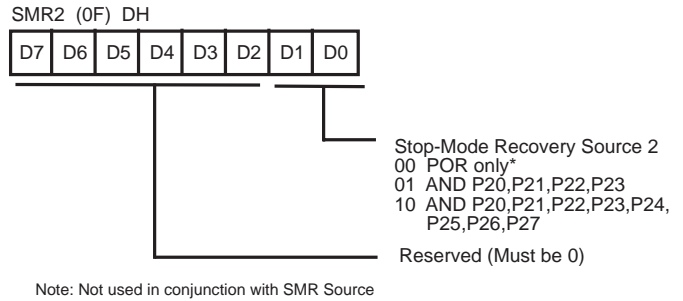 SMR2 (0F) DH
D7 D6 D5 D4 D3 D2 D1 D0
Stop-Mode Recovery Source 2
00 POR only*
01 AND P20,P21,P22,P23
10 AND P20,P21,P22,P23,P24,
P25,P26,P27
Reserved (Must be 0)
Note: Not used in conjunction with SMR Source